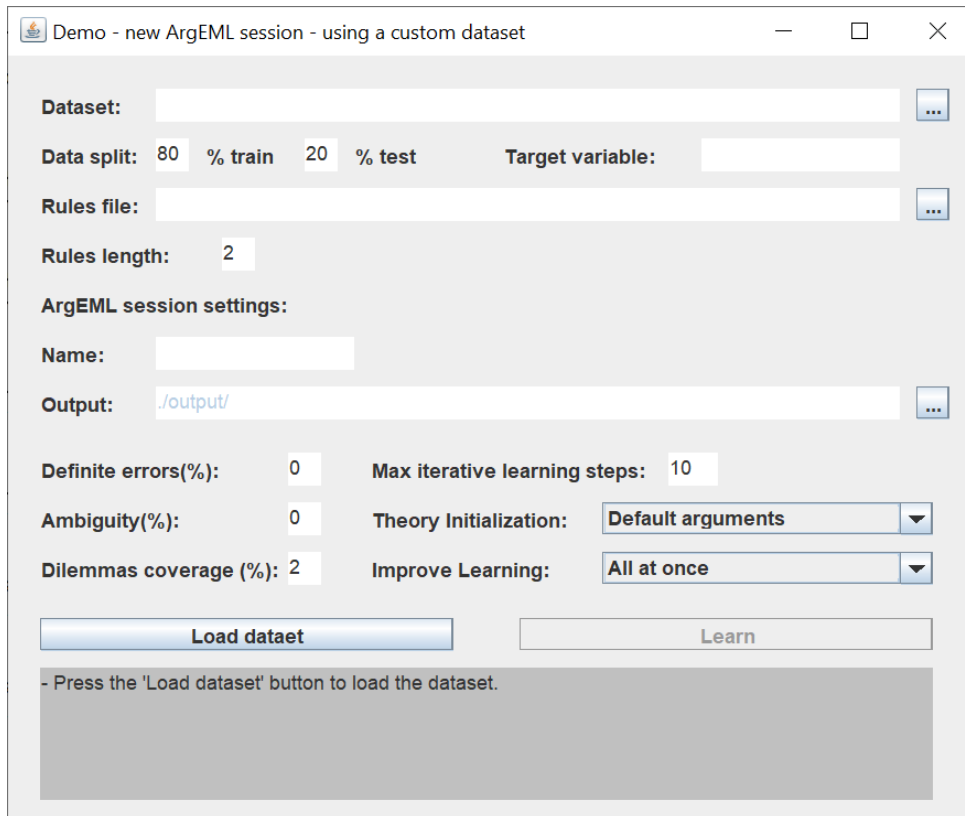 Demo - new ArgEML session - using a custom dataset
Dataset: ...
Data split: 80 % train 20 % test Target variable:
Rules file: ...
Rules length: 2
ArgEML session settings:
Name:
Output: ./output/ ...
Definite errors(%): 0 Max iterative learning steps: 10
Ambiguity(%): 0 Theory Initialization: Default arguments
Dilemmas coverage (%): 2 Improve Learning: All at once
Load dataet Learn
- Press the 'Load dataset' button to load the dataset.